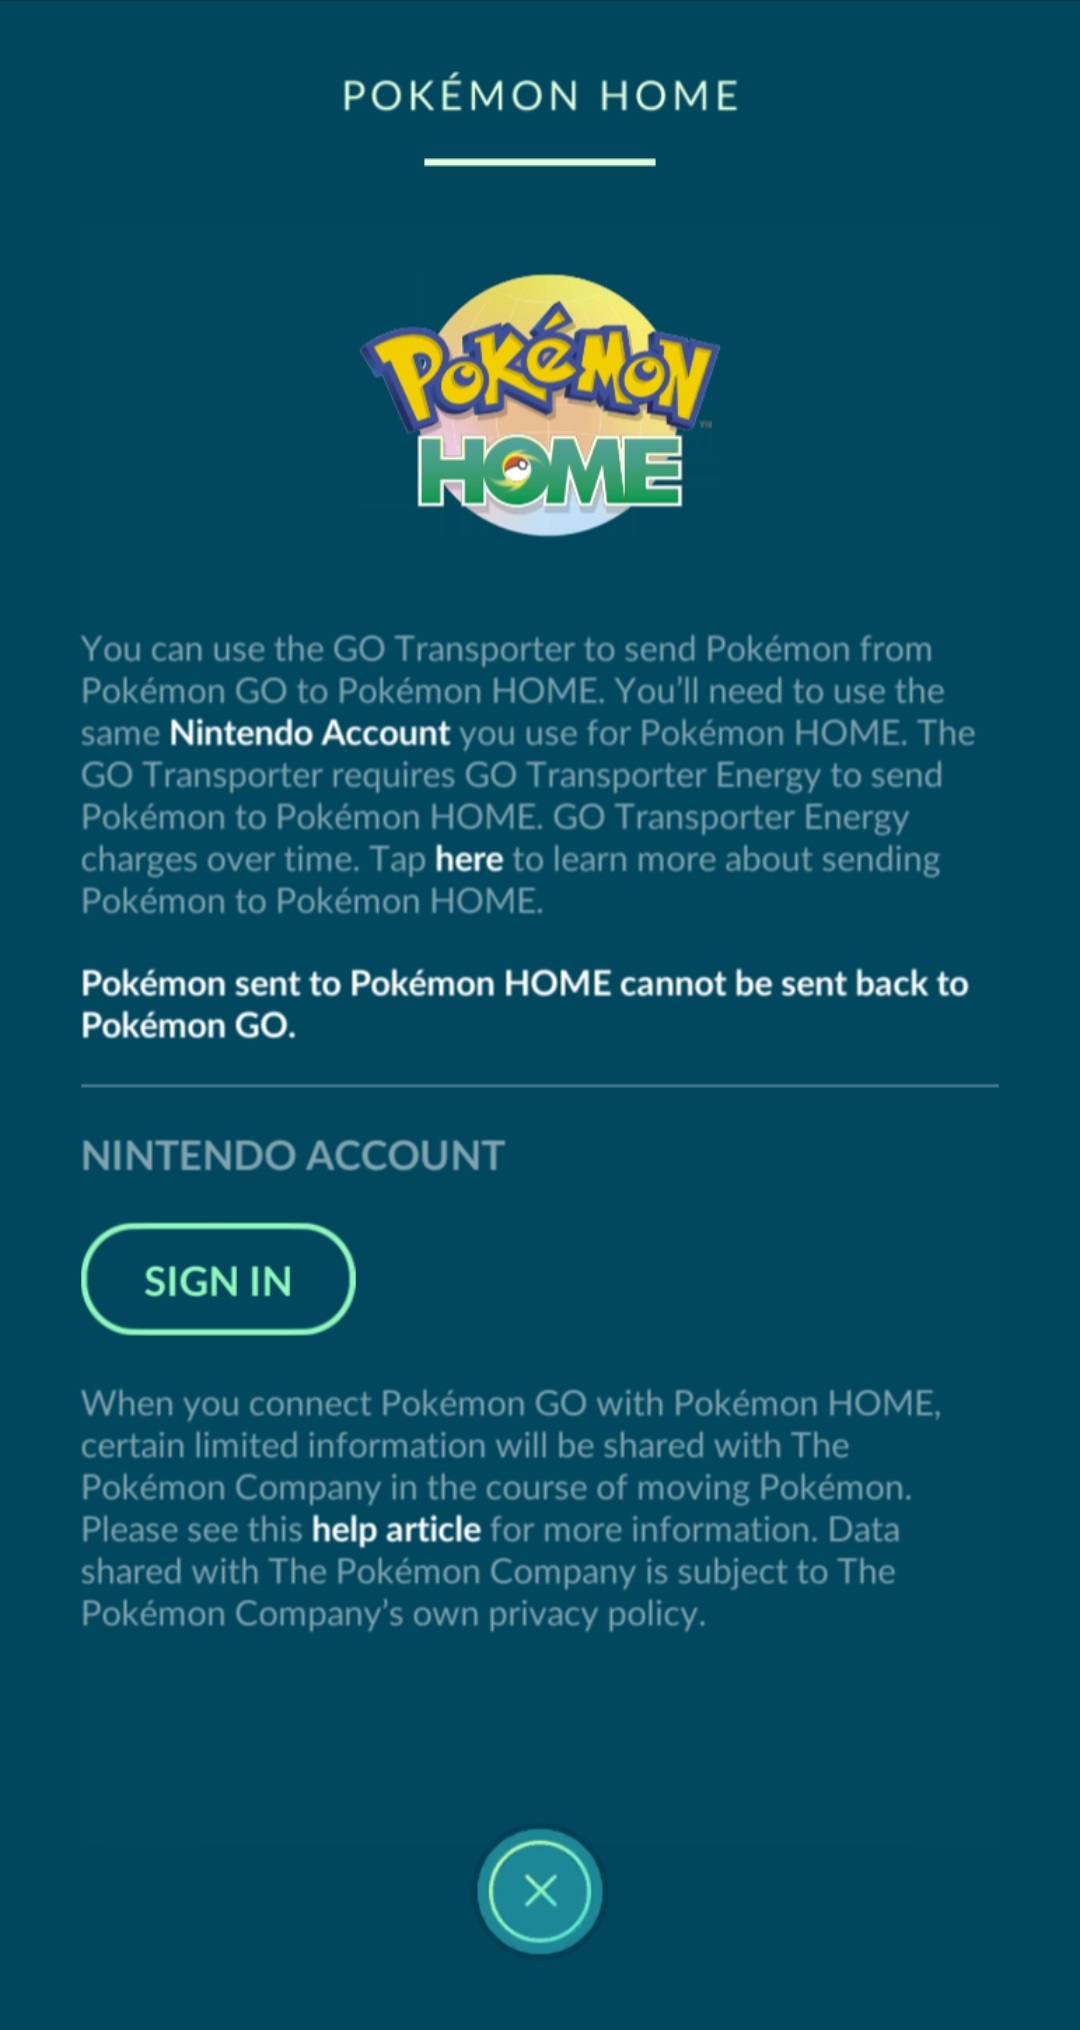 POKÉMON HOME
POKéMON
TM
HOME
You can use the GO Transporter to send Pokémon from
Pokémon GO to Pokémon HOME. You’ll need to use the
same Nintendo Account you use for Pokémon HOME. The
GO Transporter requires GO Transporter Energy to send
Pokémon to Pokémon HOME. GO Transporter Energy
charges over time. Tap here to learn more about sending
Pokémon to Pokémon HOME.
Pokémon sent to Pokémon HOME cannot be sent back to
Pokémon GO.
NINTENDO ACCOUNT
SIGN IN
When you connect Pokémon GO with Pokémon HOME,
certain limited information will be shared with The
Pokémon Company in the course of moving Pokémon.
Please see this help article for more information. Data
shared with The Pokémon Company is subject to The
Pokémon Company’s own privacy policy.